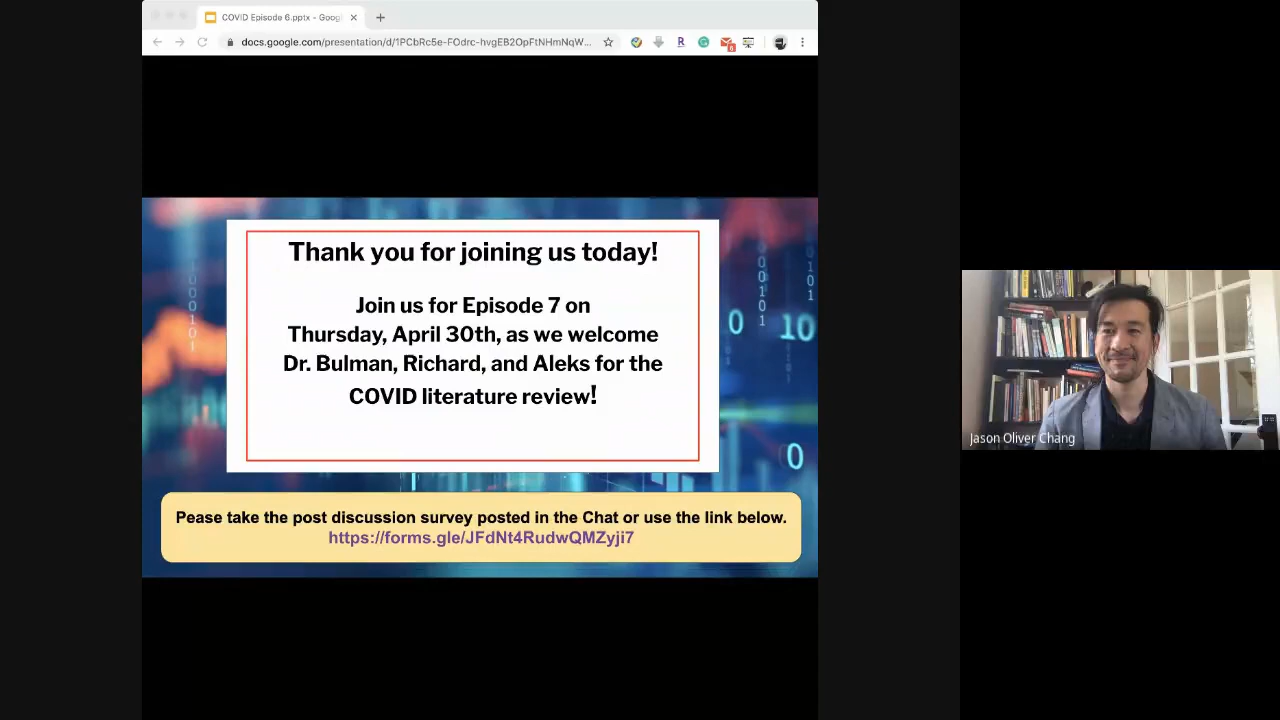 COVID Episode 6.pptx - Goog
docs.google.com/presentation/d/1PCbRc5e-FOdrc-hvgEB2OpFtNHmNqW...
Thank you for joining us today!
Join us for Episode 7 on
Thursday, April 30th, as we welcome
Dr. Bulman, Richard, and Aleks for the
COVID literature review!
Pease take the post discussion survey posted in the Chat or use the link below.
https://forms.gle/JFdNt4RudwQMZyji7
Jason Oliver Chang